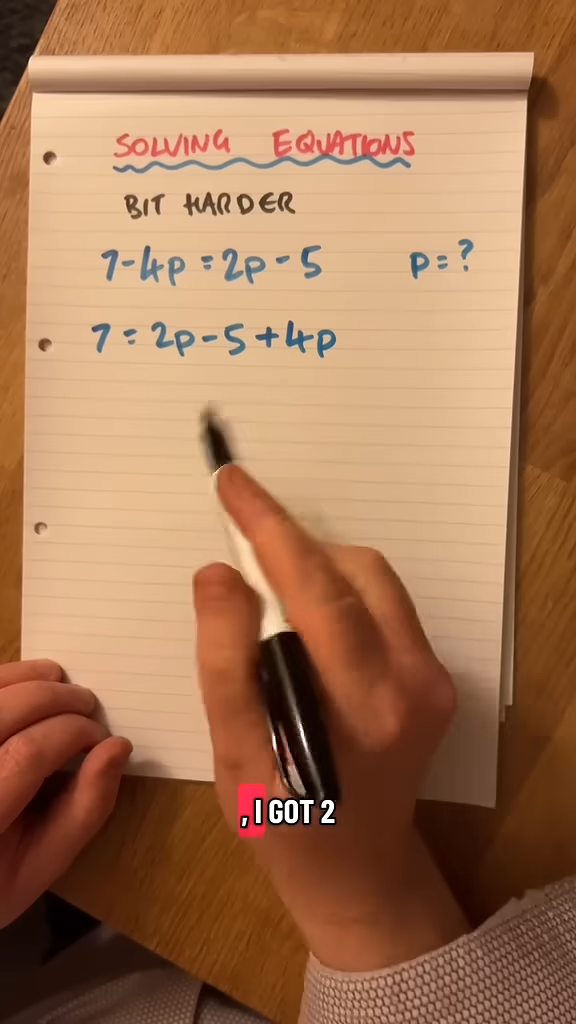 SOLVING EQUATIONS
BIT HARDER
7-4p=2p-5 p=?
7=2p-5+4p
, I GOT 2